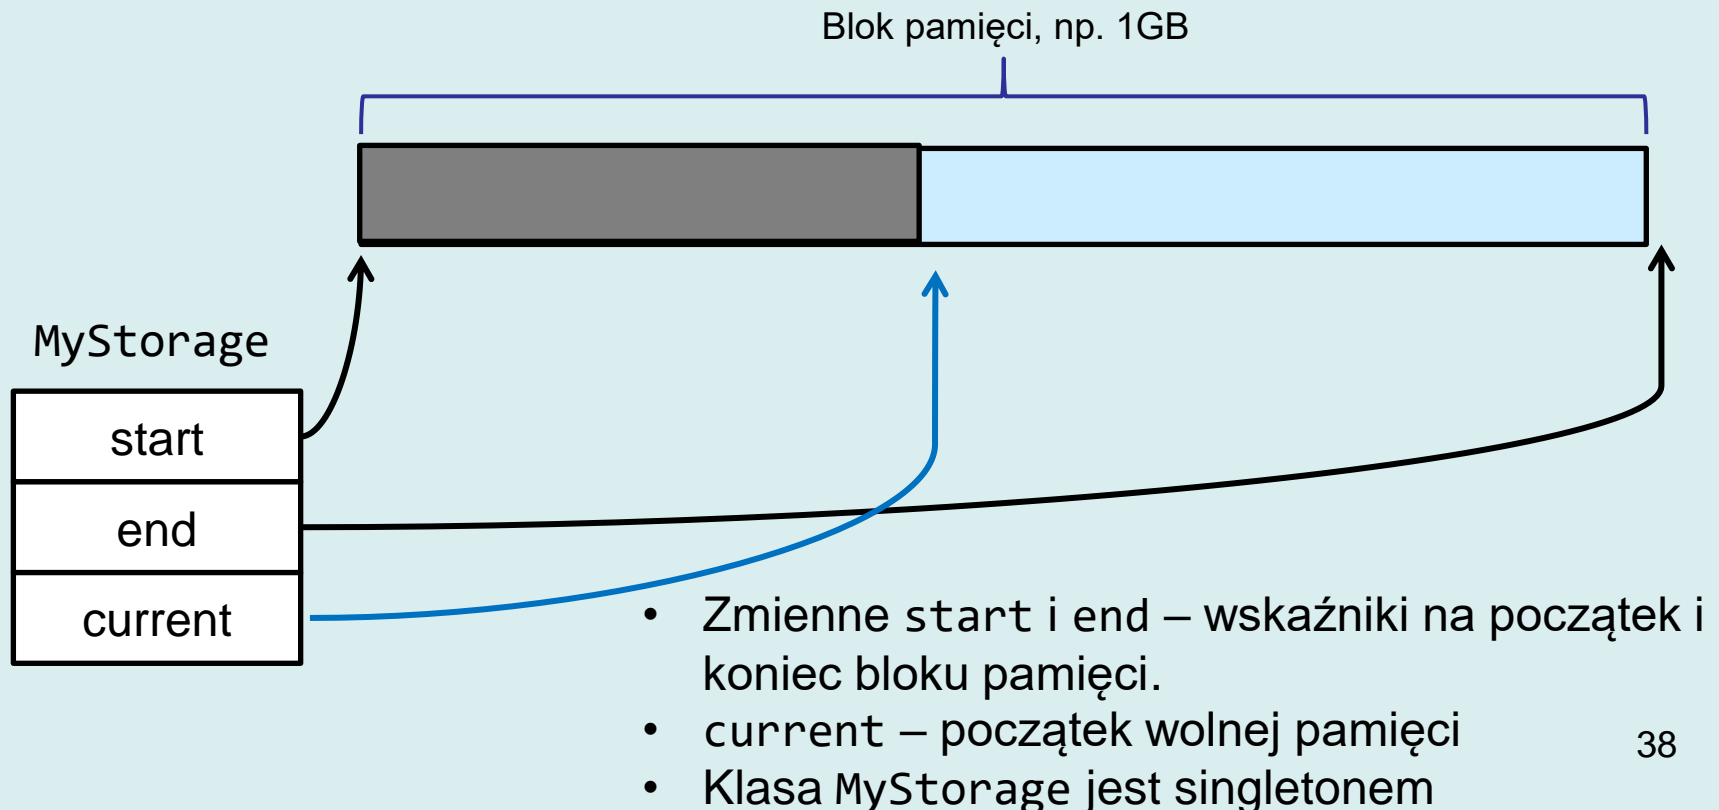 Blok pamięci, np. 1GB
MyStorage
start
end
current
• Zmienne start i end – wskaźniki na początek i
koniec bloku pamięci.
• current – początek wolnej pamięci
• Klasa MyStorage jest singletonem
38